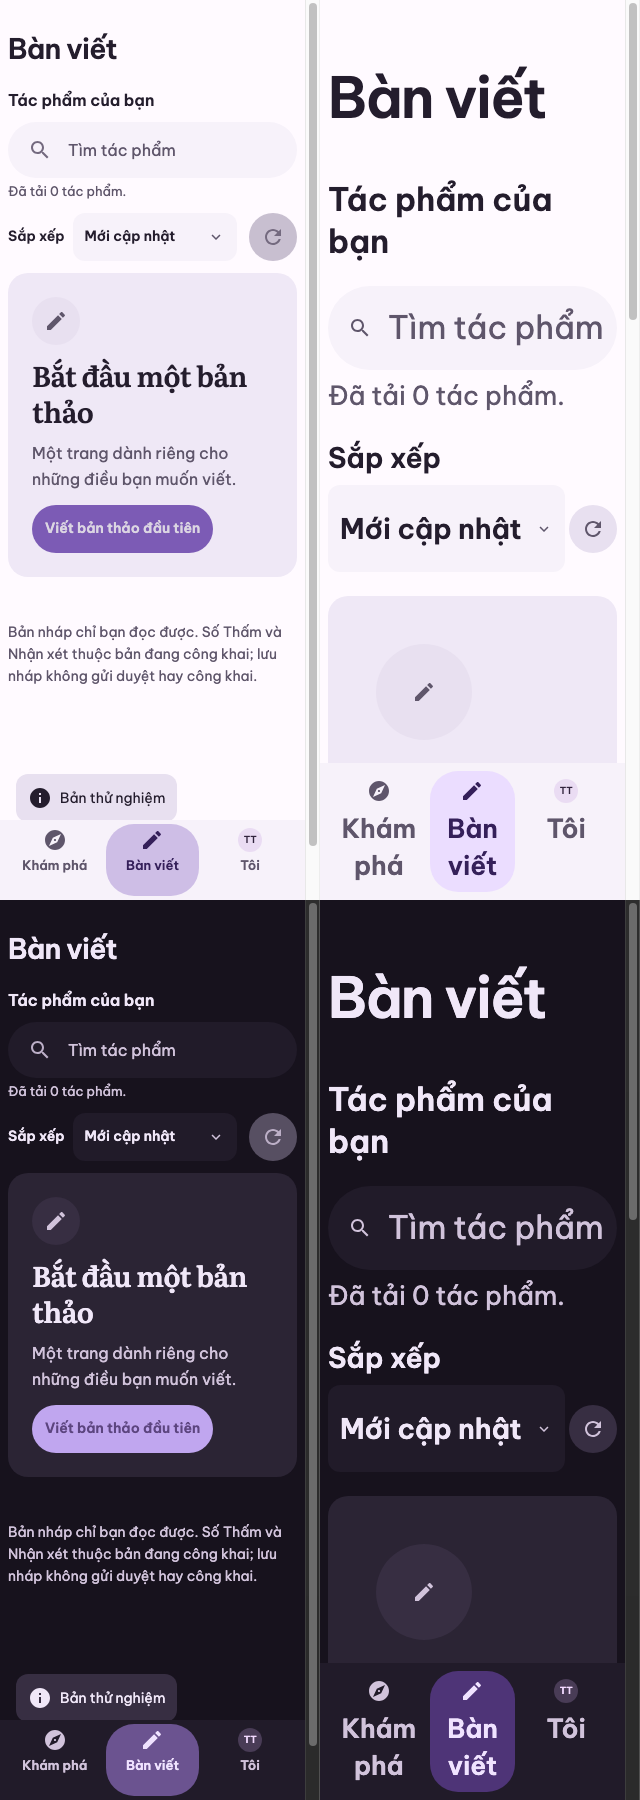 Bàn viết
Tác phẩm của bạn
Tìm tác phẩm
Đã tải 0 tác phẩm.
Sắp xếp
Mới cập nhật
Bắt đầu một bản
thảo
Một trang dành riêng cho
những điều bạn muốn viết.
Viết bản thảo đầu tiên
Bản nháp chỉ bạn đọc được. Số Thấm và
Nhận xét thuộc bản đang công khai; lưu
nháp không gửi duyệt hay công khai.
Bản thử nghiệm
Khám phá
Bàn viết
TT
Tôi
Bàn viết
Tác phẩm của
bạn
Tìm tác phẩm
Đã tải 0 tác phẩm.
Sắp xếp
Mới cập nhật
Khám
phá
Bàn
viết
TT
Tôi
Bàn viết
Tác phẩm của bạn
Tìm tác phẩm
Đã tải 0 tác phẩm.
Sắp xếp
Mới cập nhật
Bắt đầu một bản
thảo
Một trang dành riêng cho
những điều bạn muốn viết.
Viết bản thảo đầu tiên
Bản nháp chỉ bạn đọc được. Số Thấm và
Nhận xét thuộc bản đang công khai; lưu
nháp không gửi duyệt hay công khai.
Bản thử nghiệm
Khám phá
Bàn viết
TT
Tôi
Bàn viết
Tác phẩm của
bạn
Tìm tác phẩm
Đã tải 0 tác phẩm.
Sắp xếp
Mới cập nhật
Khám
phá
Bàn
viết
TT
Tôi